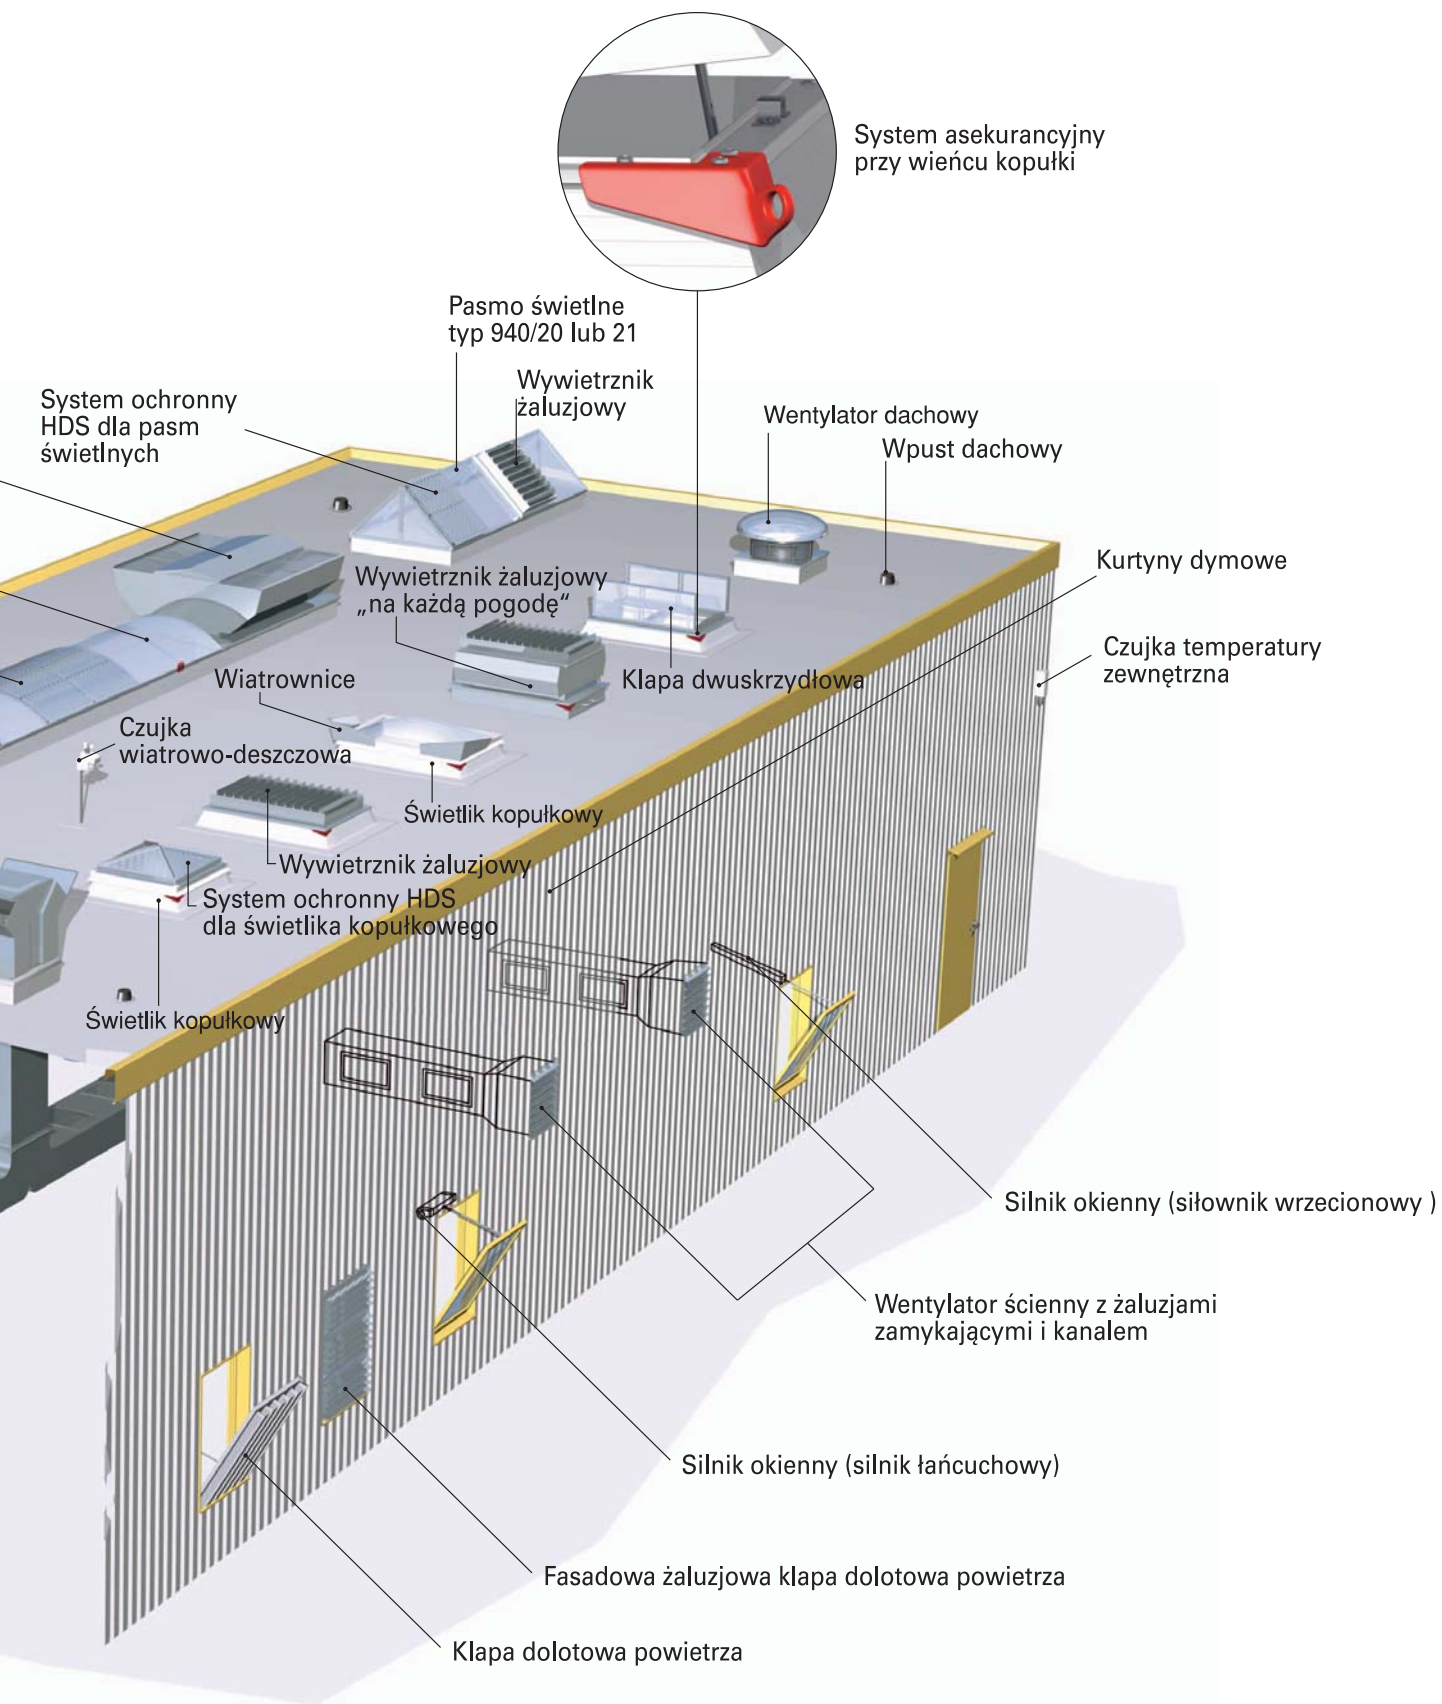 System asekurancyjny
przy wieńcu kopułki
Pasmo świetlne
typ 940/20 lub 21
Wywietrznik
żaluzjowy
System ochronny
HDS dla pasm
świetlnych
Wentylator dachowy
Wpust dachowy
Kurtyny dymowe
Wywietrznik żaluzjowy
„na każdą pogodę“
Czujka temperatury
zewnętrzna
Wiatrownice
Klapa dwuskrzydłowa
Czujka
wiatrowo-deszczowa
Świetlik kopułkowy
Wywietrznik żaluzjowy
System ochronny HDS
dla świetlika kopułkowego
Świetlik kopułkowy
Silnik okienny (siłownik wrzecionowy )
Wentylator ścienny z żaluzjami
zamykającymi i kanalem
Silnik okienny (silnik łańcuchowy)
Fasadowa żaluzjowa klapa dolotowa powietrza
Klapa dolotowa powietrza